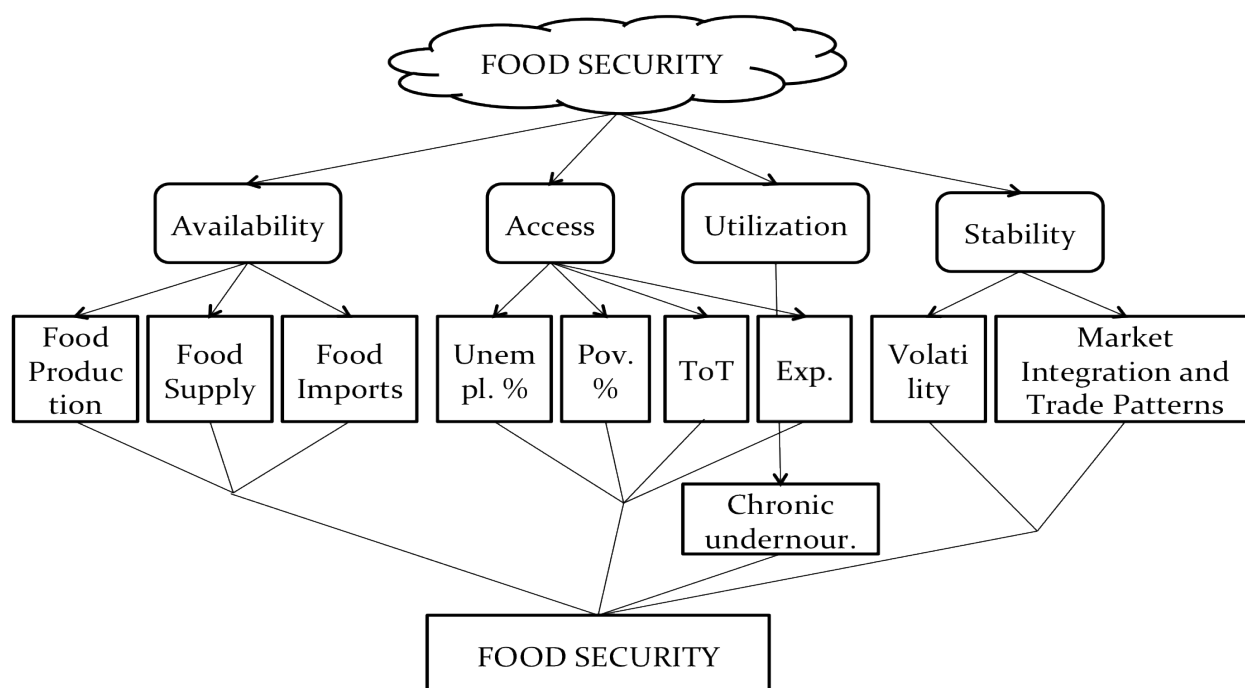 FOOD SECURITY
Availability
Access
Utilization
Stability
Food
Produc
tion
Food
Supply
Food
Imports
Unem
pl. %
Pov.
%
ToT
Exp.
Volati
lity
Market
Integration and
Trade Patterns
Chronic
undernour.
FOOD SECURITY